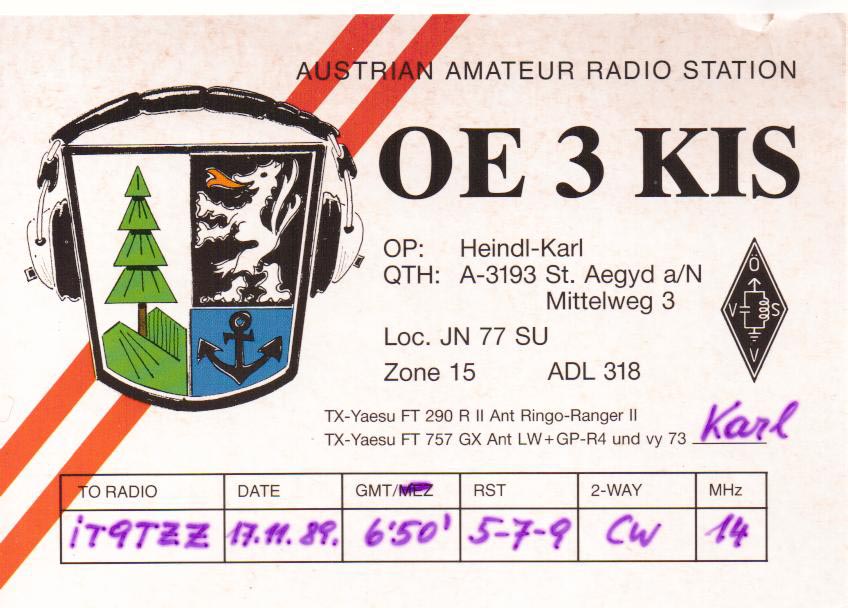 AUSTRIAN AMATEUR RADIO STATION
OE 3 KIS
OP: Heindl-Karl
QTH: A-3193 St. Aegyd a/N
Mittelweg 3
Loc. JN 77 SU
Zone 15 ADL 318
Ö
V S
V
TX-Yaesu FT 290 R II Ant Ringo-Ranger II
TX-Yaesu FT 757 GX Ant LW+GP-R4 und vy 73 Karl
TO RADIO DATE GMT/MEZ RST 2-WAY MHz
iT9TZZ 17.11.89. 6'50' 5-7-9 CW 14